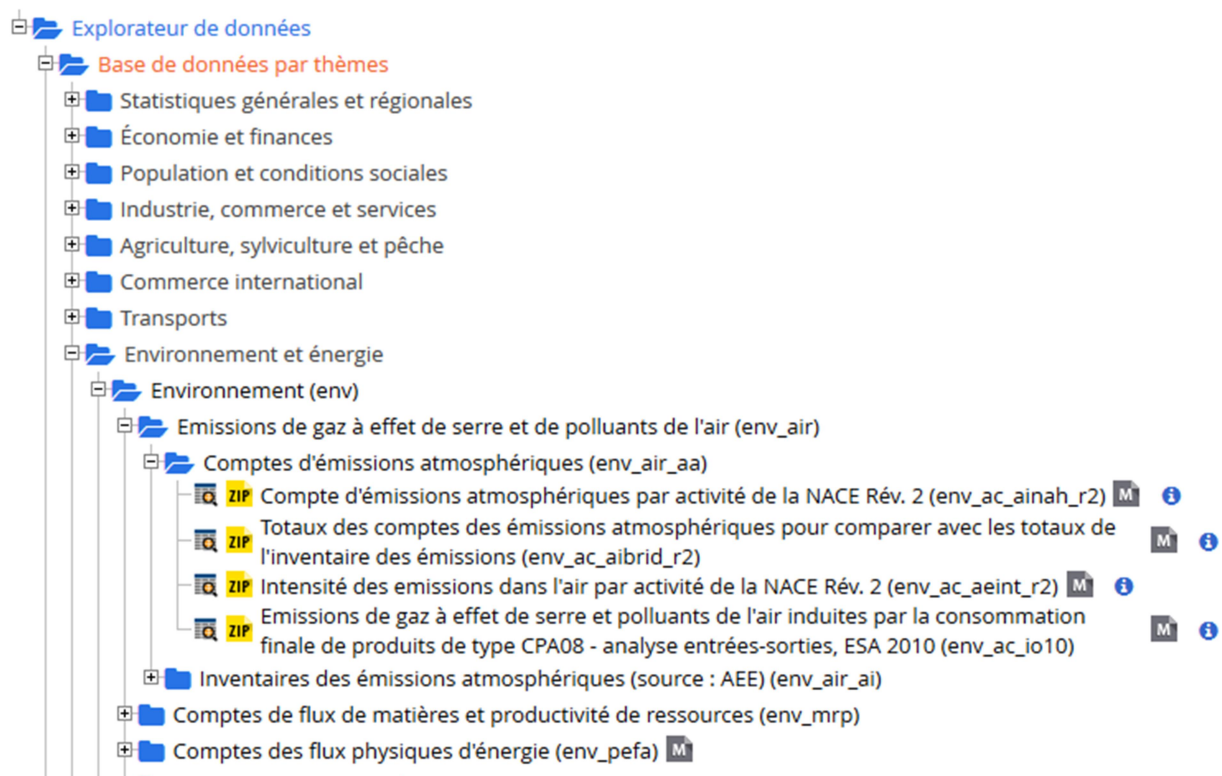 Explorateur de données
Base de données par thèmes
Statistiques générales et régionales
Économie et finances
Population et conditions sociales
Industrie, commerce et services
Agriculture, sylviculture et pêche
Commerce international
Transports
Environnement et énergie
Environnement (env)
Emissions de gaz à effet de serre et de polluants de l'air (env_air)
Comptes d'émissions atmosphériques (env_air_aa)
ZIP Compte d'émissions atmosphériques par activité de la NACE Rév. 2 (env_ac_ainah_r2) M i
Totaux des comptes des émissions atmosphériques pour comparer avec les totaux de
ZIP l'inventaire des émissions (env_ac_aibrid_r2) M i
ZIP Intensité des emissions dans l'air par activité de la NACE Rév. 2 (env_ac_aeint_r2) M i
Emissions de gaz à effet de serre et polluants de l'air induites par la consommation
ZIP finale de produits de type CPA08 - analyse entrées-sorties, ESA 2010 (env_ac_io10) M i
Inventaires des émissions atmosphériques (source : AEE) (env_air_ai)
Comptes de flux de matières et productivité de ressources (env_mrp)
Comptes des flux physiques d'énergie (env_pefa) M